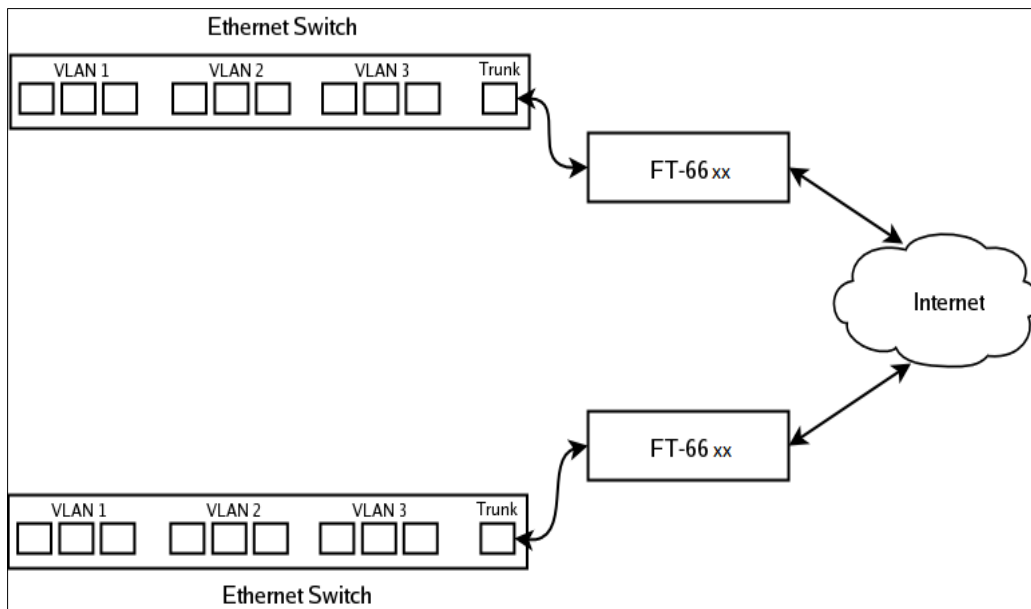 Ethernet Switch
VLAN 1 VLAN 2 VLAN 3 Trunk
FT-66 xx
Internet
FT-66 xx
VLAN 1 VLAN 2 VLAN 3 Trunk
Ethernet Switch